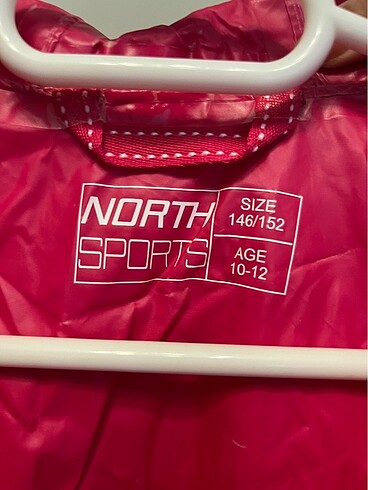 NORTH
SPORTS
SIZE
146/152
AGE
10-12